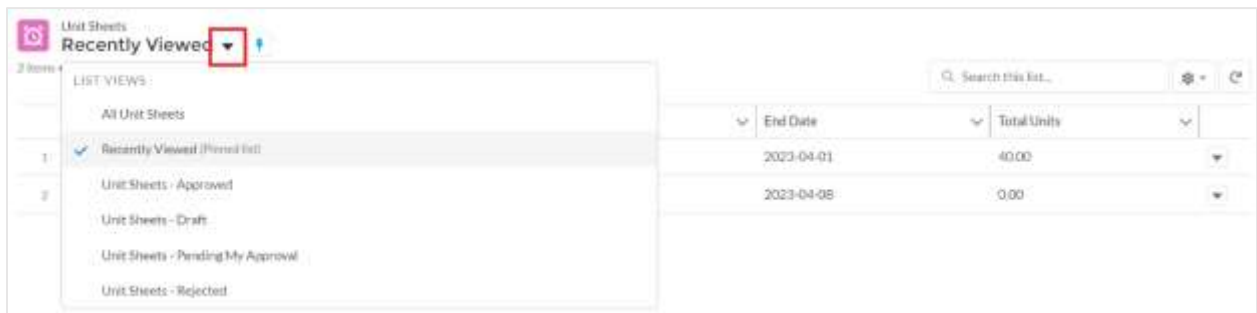 Unit Sheets
Recently Viewed
2 items
LIST VIEWS
Search this list...
All Unit Sheets
End Date
Total Units
Recently Viewed (Pinned list)
1
2023-04-01
40.00
Unit Sheets - Approved
2
2023-04-08
0.00
Unit Sheets - Draft
Unit Sheets - Pending My Approval
Unit Sheets - Rejected